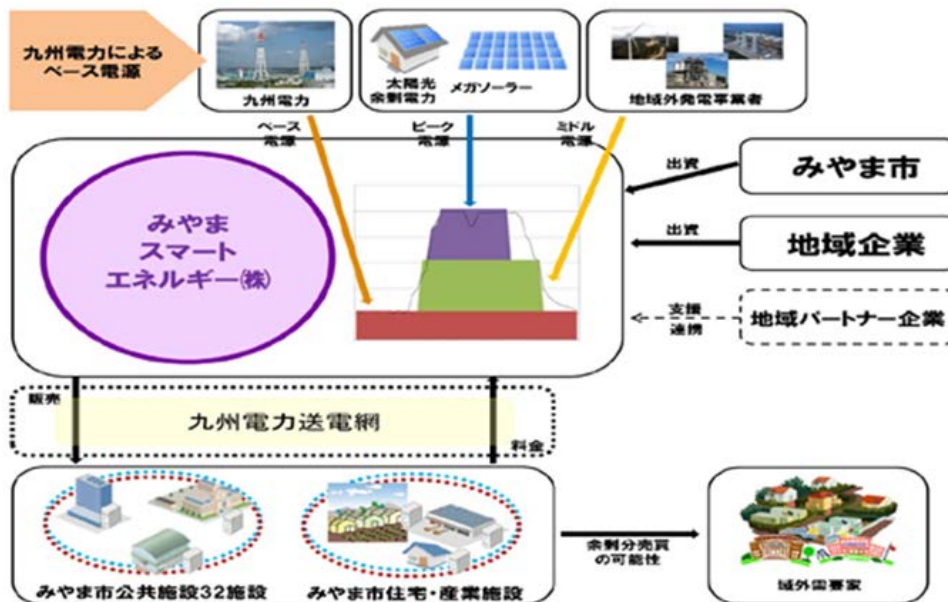 九州電力による
ベース電源
九州電力
太陽光
余剰電力
メガソーラー
地域外発電事業者
ベース
電源
ピーク
電源
ミドル
電源
みやま
スマート
エネルギー㈱
出資
みやま市
出資
地域企業
支援
連携
地域パートナー企業
販売
九州電力送電網
料金
みやま市公共施設32施設
みやま市住宅・産業施設
余剰分売買
の可能性
域外需要家